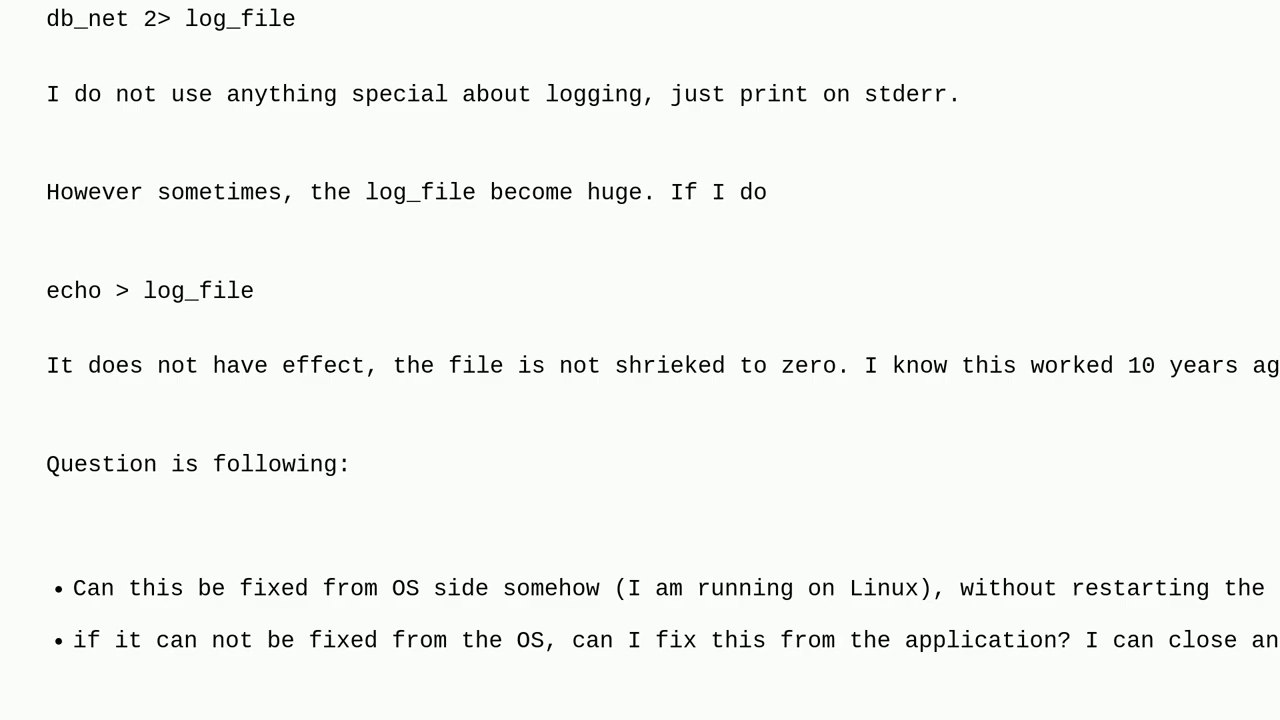 db_net 2> log_file
I do not use anything special about logging, just print on stderr.
However sometimes, the log_file become huge. If I do
echo > log_file
It does not have effect, the file is not shrieked to zero. I know this worked 10 years ag
Question is following:
• Can this be fixed from OS side somehow (I am running on Linux), without restarting the
• if it can not be fixed from the OS, can I fix this from the application? I can close an